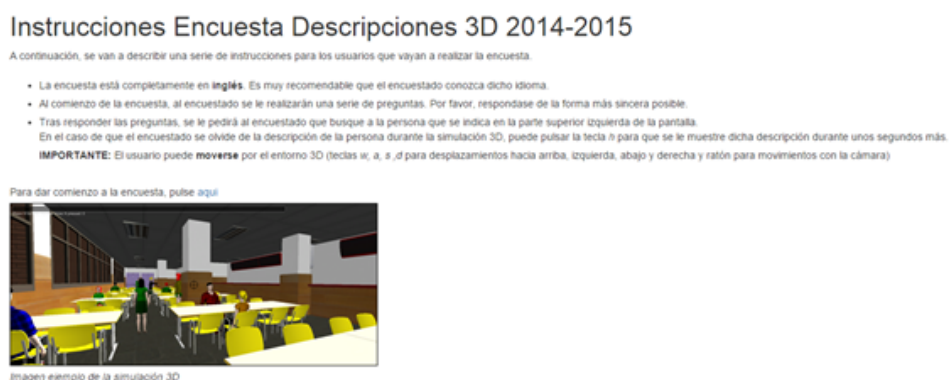 Instrucciones Encuesta Descripciones 3D 2014-2015
A continuación, se van a describir una serie de instrucciones para los usuarios que vayan a realizar la encuesta.
• La encuesta está completamente en inglés. Es muy recomendable que el encuestado conozca dicho idioma.
• Al comienzo de la encuesta, al encuestado se le realizarán una serie de preguntas. Por favor, respondase de la forma más sincera posible.
• Tras responder las preguntas, se le pedirá al encuestado que busque a la persona que se indica en la parte superior izquierda de la pantalla.
En el caso de que el encuestado se olvide de la descripción de la persona durante la simulación 3D, puede pulsar la tecla h para que se le muestre dicha descripción durante unos segundos más.
IMPORTANTE: El usuario puede moverse por el entorno 3D (teclas w, a, s ,d para desplazamientos hacia arriba, izquierda, abajo y derecha y ratón para movimientos con la cámara)
Para dar comienzo a la encuesta, pulse aqui
Imagen ejemplo de la simulación 3D